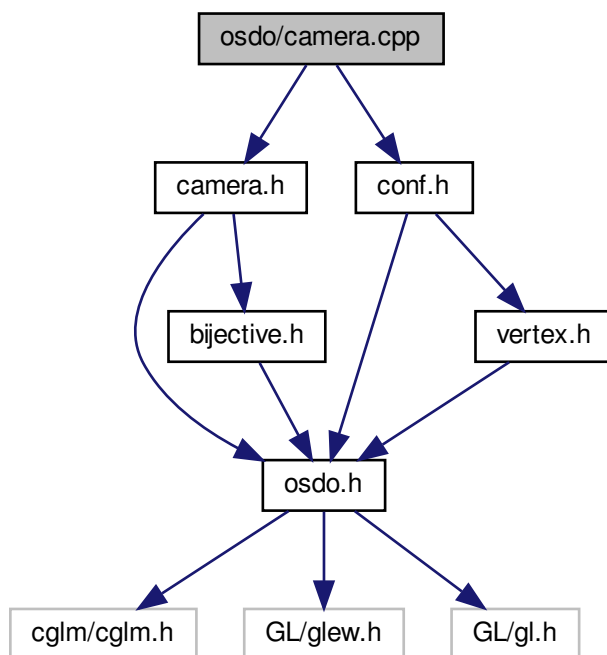 osdo/camera.cpp
camera.h
conf.h
bijective.h
vertex.h
osdo.h
cglm/cglm.h
GL/glew.h
GL/gl.h